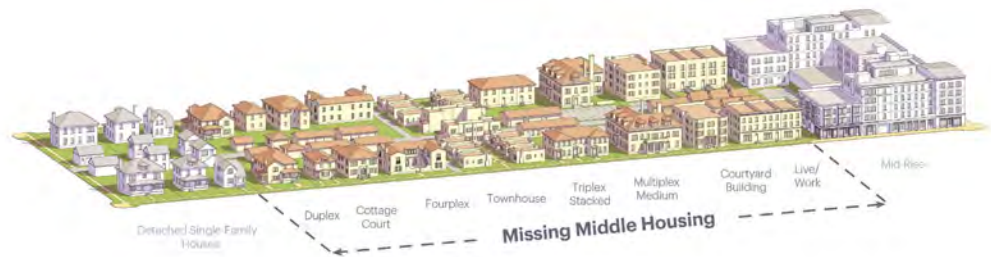 Detached Single-Family
Houses
Duplex
Cottage
Court
Fourplex
Townhouse
Triplex
Stacked
Multiplex
Medium
Courtyard
Building
Live/
Work
Mid-Rise
Missing Middle Housing